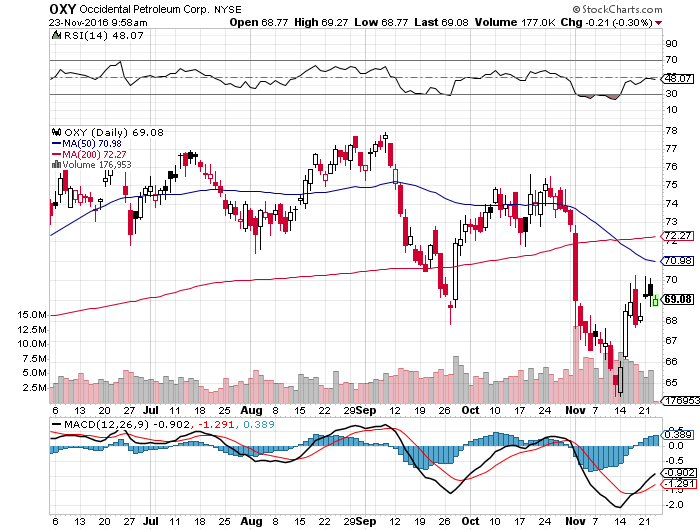 OXY Occidental Petroleum Corp. NYSE © StockCharts.com
23-Nov-2016 9:58am Open 68.77 High 69.27 Low 68.77 Last 69.08 Volume 177.0K Chg -0.21 (-0.30%)
RSI(14) 48.07
90
70
50
48.07
30
10
OXY (Daily) 69.08
MA(50) 70.98
MA(200) 72.27
Volume 176,953
78
77
76
75
74
73
72.27
70.98
70
69.08
68
67
66
65
15.0M
12.5M
10.0M
7.5M
5.0M
2.5M
176953
6 13 20 27 Jul 11 18 25 Aug 8 15 22 29 Sep 12 19 26 Oct 10 17 24 Nov 7 14 21
MACD(12,26,9) -0.902, -1.291, 0.389
0.5
0.389
0.0
-0.5
-0.902
-1.291
-1.5
-2.0
6 13 20 27 Jul 11 18 25 Aug 8 15 22 29 Sep 12 19 26 Oct 10 17 24 Nov 7 14 21